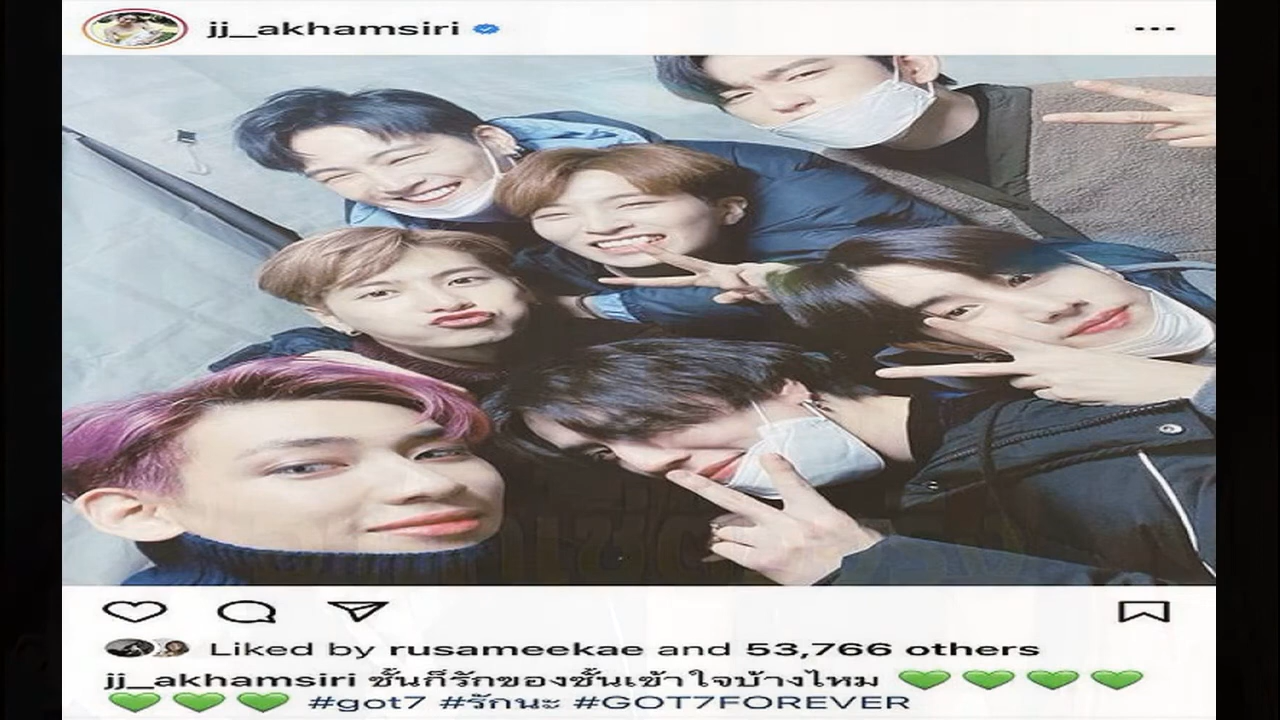 jj_akhamsiri
Liked by rusameekae and 53,766 others
jj_akhamsiri ชั้นก็รักของชั้นเข้าใจบ้างไหม 💚💚💚💚
💚💚💚 #got7 #รักนะ #GOT7FOREVER